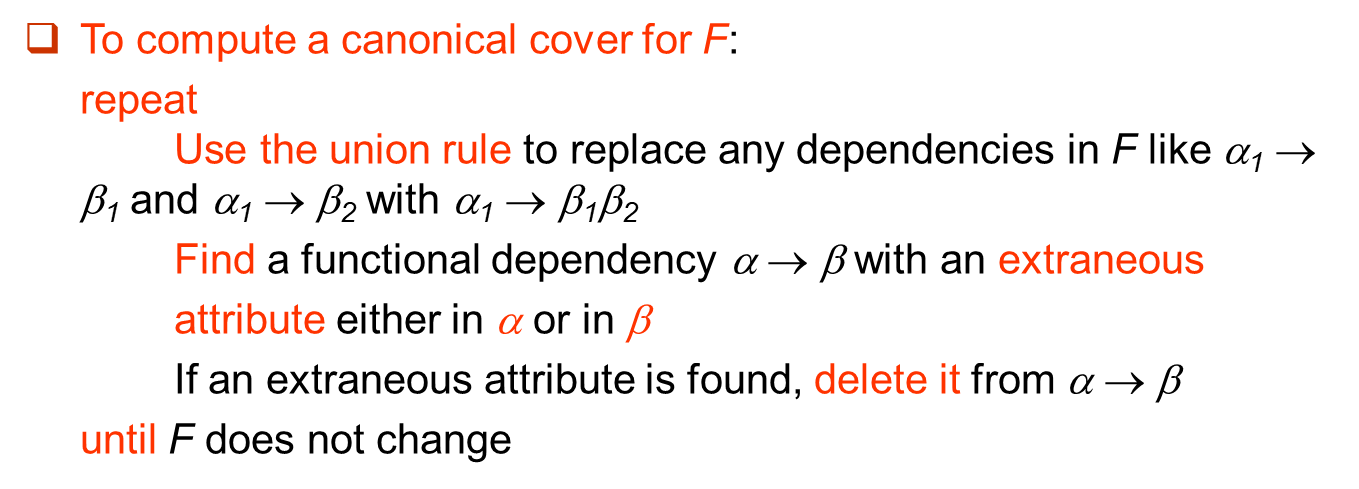 To compute a canonical cover for F:
repeat
Use the union rule to replace any dependencies in F like α1 →
β1 and α1 → β2 with α1 → β1β2
Find a functional dependency α → β with an extraneous
attribute either in α or in β
If an extraneous attribute is found, delete it from α → β
until F does not change